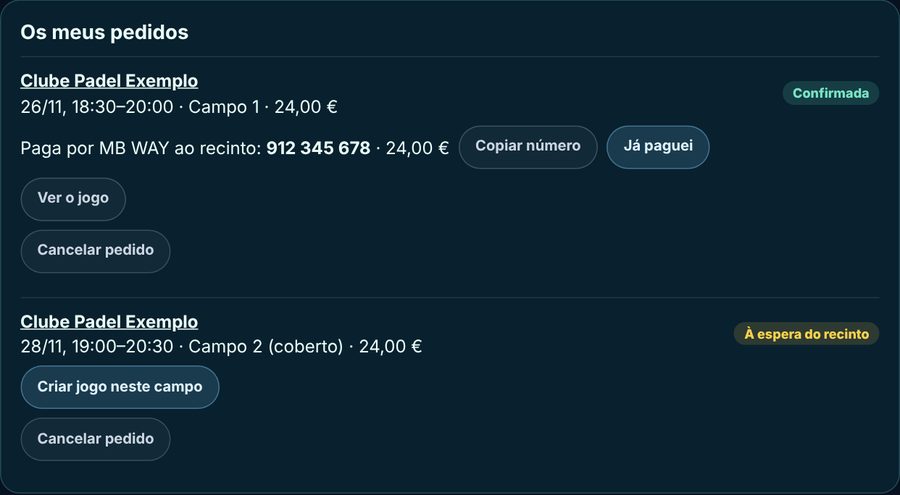 Os meus pedidos
Clube Padel Exemplo
26/11, 18:30–20:00 · Campo 1 · 24,00 €
Confirmada
Paga por MB WAY ao recinto: 912 345 678 · 24,00 €
Copiar número
Já paguei
Ver o jogo
Cancelar pedido
Clube Padel Exemplo
28/11, 19:00–20:30 · Campo 2 (coberto) · 24,00 €
À espera do recinto
Criar jogo neste campo
Cancelar pedido